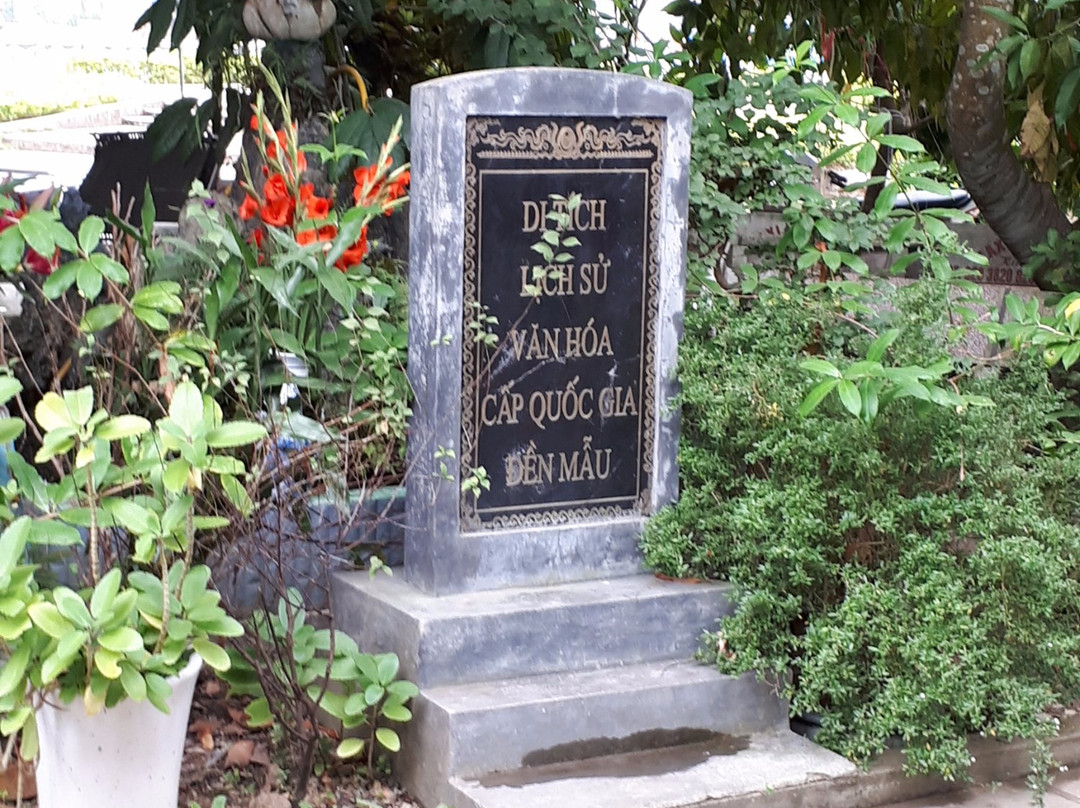 DI TÍCH
LỊCH SỬ
VĂN HÓA
CẤP QUỐC GIA
ĐỀN MẪU